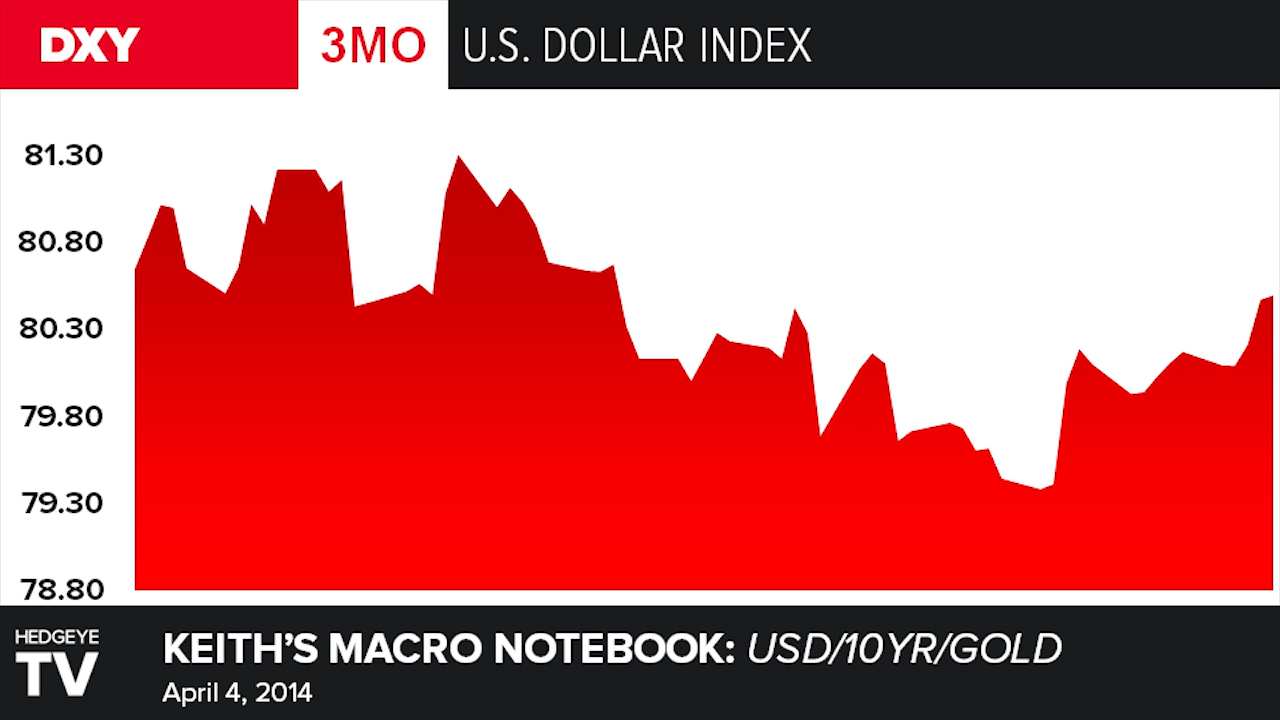 DXY 3MO U.S. DOLLAR INDEX
81.30
80.80
80.30
79.80
79.30
78.80
HEDGEYE
TV
KEITH'S MACRO NOTEBOOK: USD/10YR/GOLD
April 4, 2014